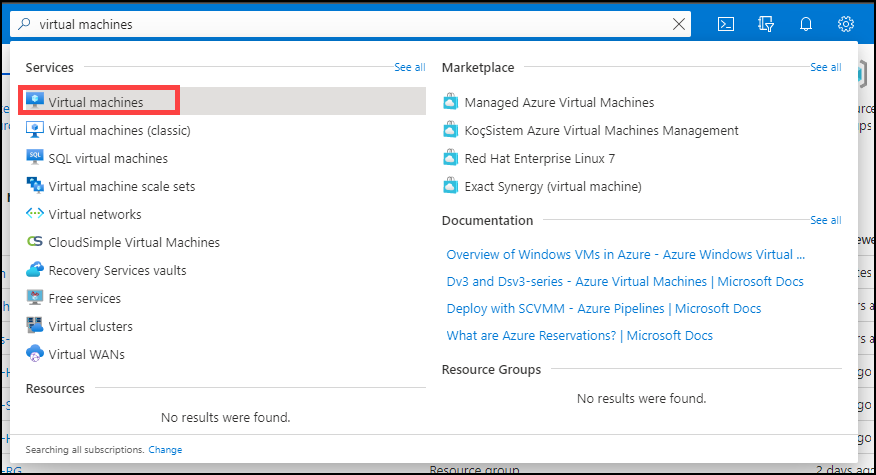 virtual machines
Services
See all
Virtual machines
Virtual machines (classic)
SQL virtual machines
Virtual machine scale sets
Virtual networks
CloudSimple Virtual Machines
Recovery Services vaults
Free services
Virtual clusters
Virtual WANs
Resources
No results were found.
Marketplace
See all
Managed Azure Virtual Machines
KoçSistem Azure Virtual Machines Management
Red Hat Enterprise Linux 7
Exact Synergy (virtual machine)
Documentation
See all
Overview of Windows VMs in Azure - Azure Windows Virtual ...
Dv3 and Dsv3-series - Azure Virtual Machines | Microsoft Docs
Deploy with SCVMM - Azure Pipelines | Microsoft Docs
What are Azure Reservations? | Microsoft Docs
Resource Groups
No results were found.
Searching all subscriptions. Change
-RG
Resource group
2 days ago